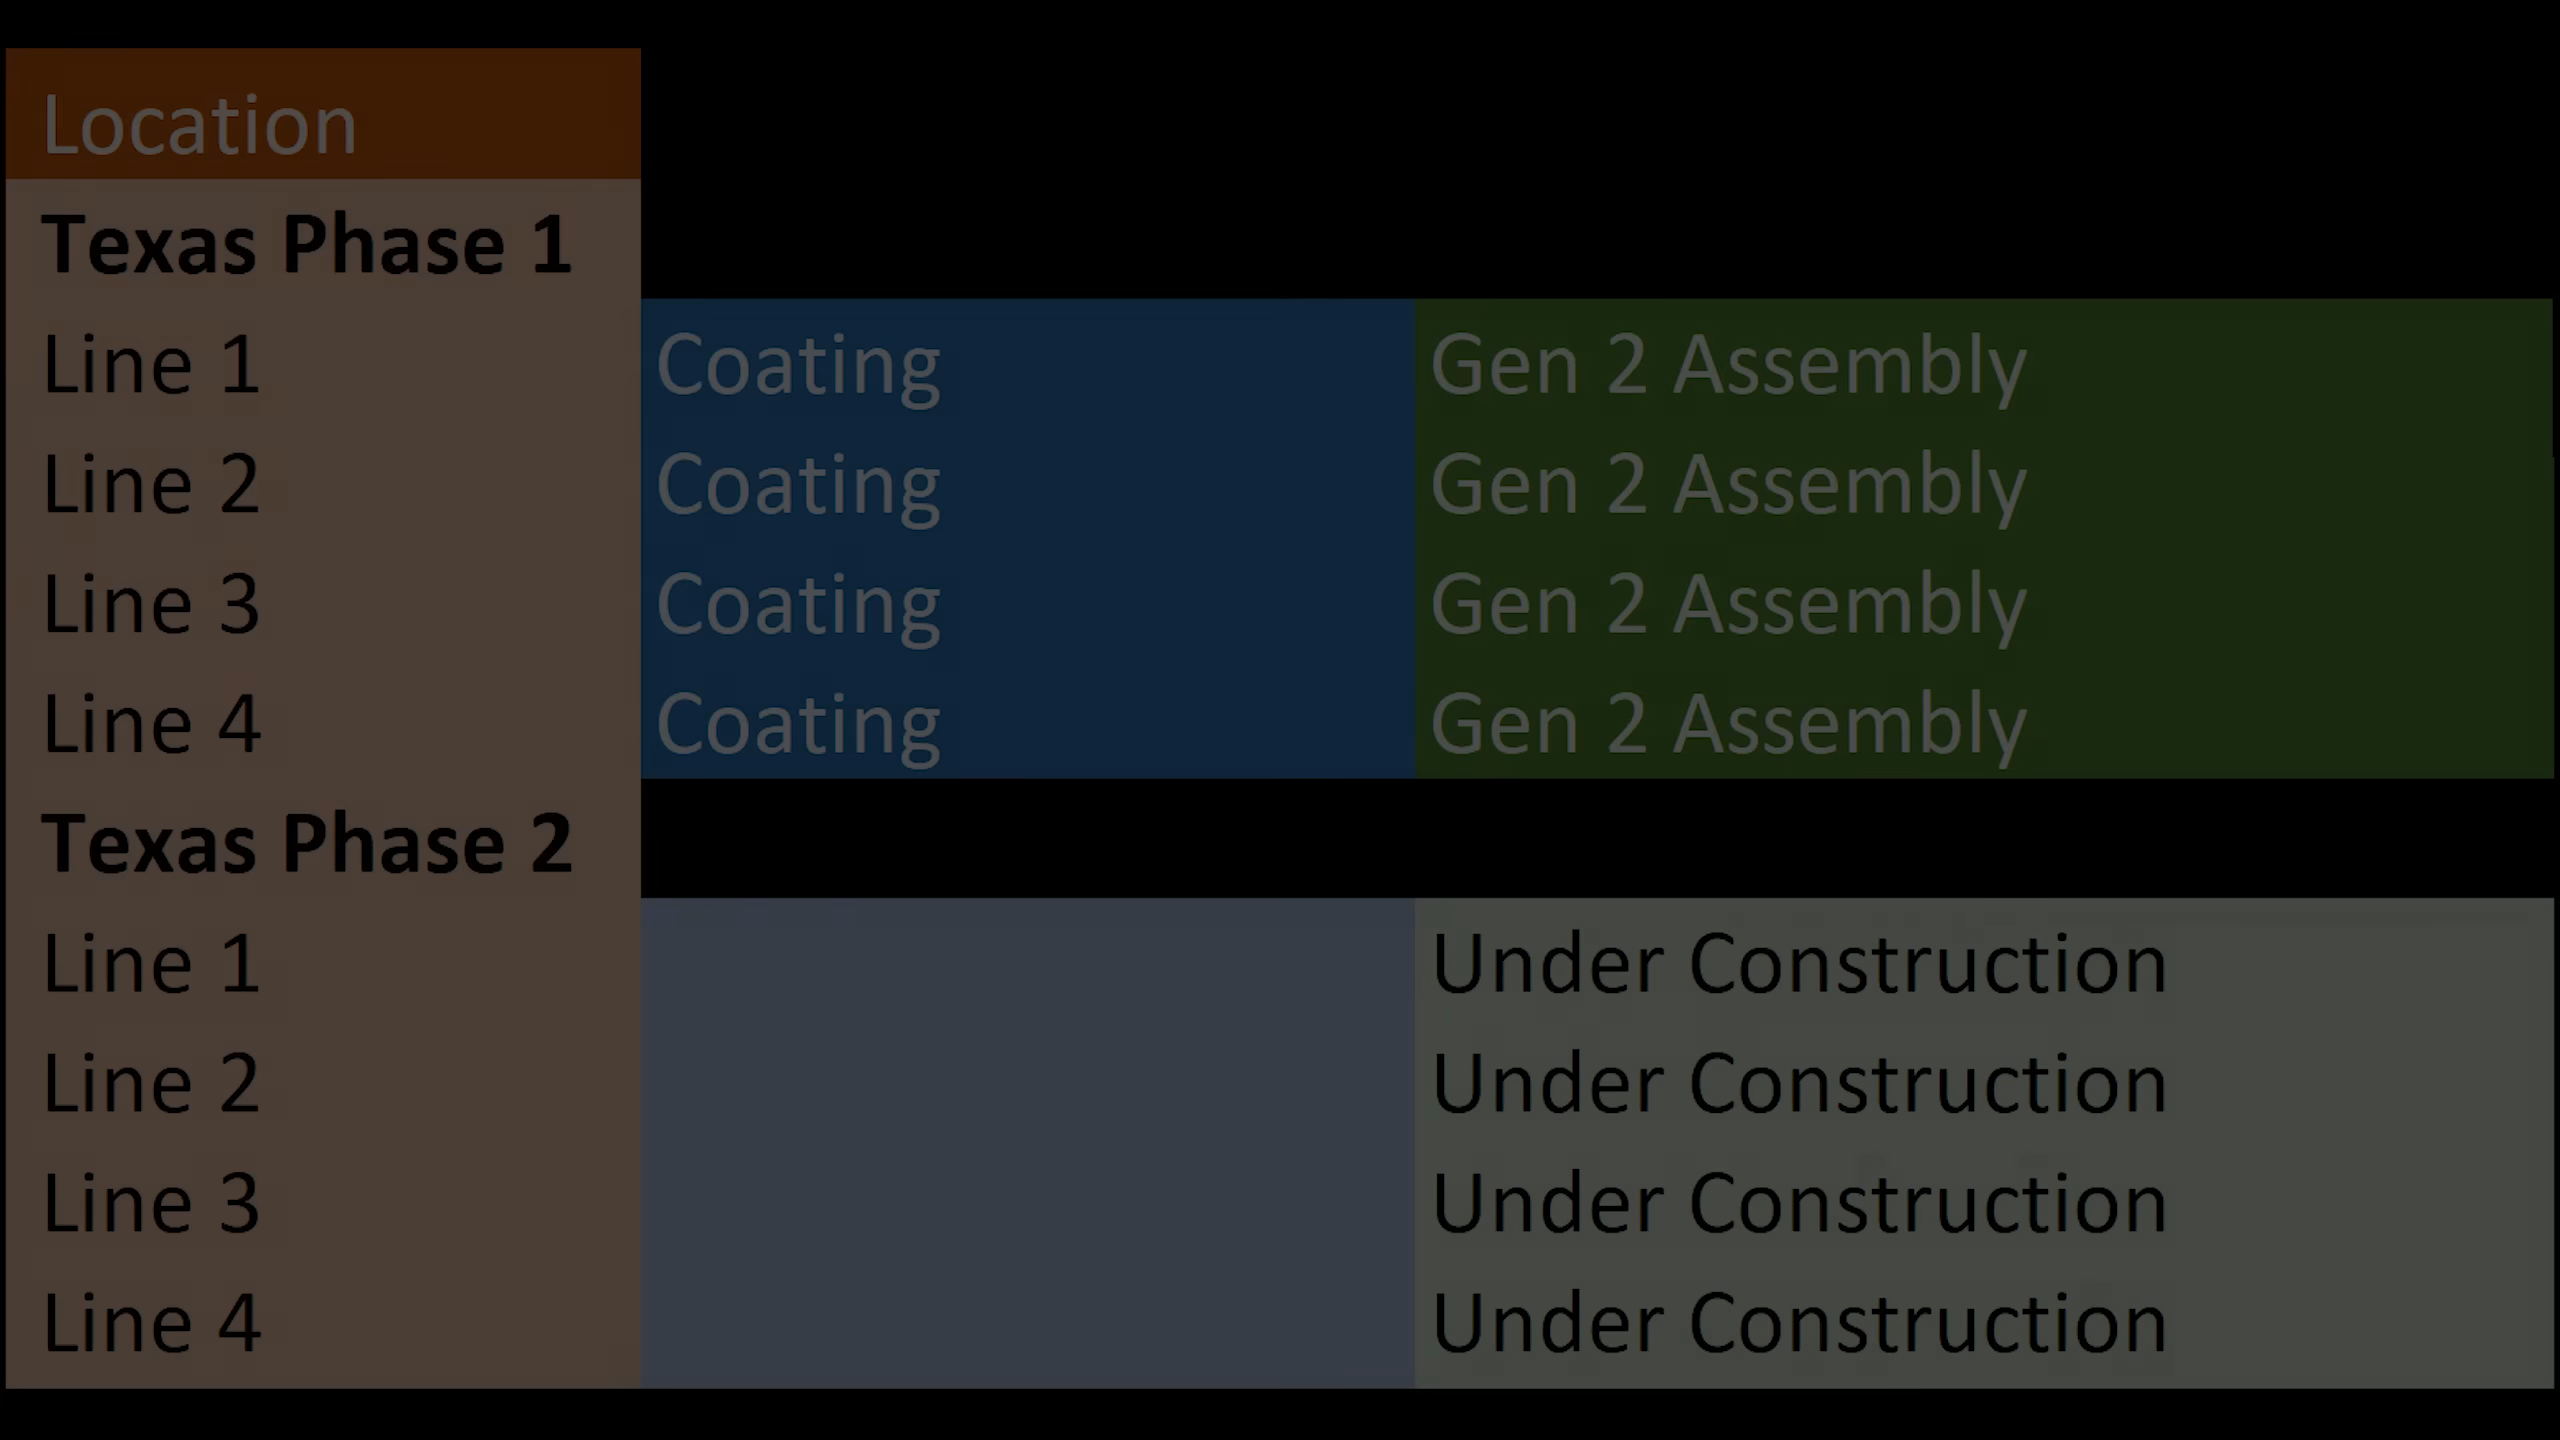 Location
Texas Phase 1
Line 1 Coating Gen 2 Assembly
Line 2 Coating Gen 2 Assembly
Line 3 Coating Gen 2 Assembly
Line 4 Coating Gen 2 Assembly
Texas Phase 2
Line 1 Under Construction
Line 2 Under Construction
Line 3 Under Construction
Line 4 Under Construction